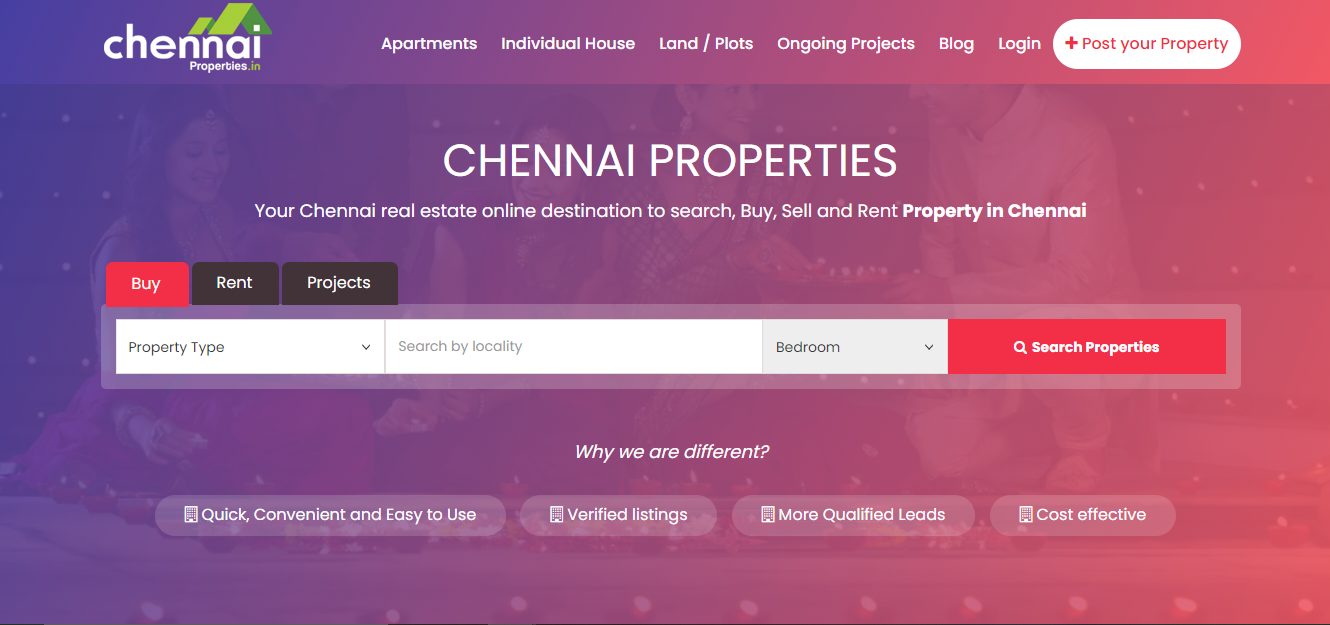 chennai
Properties.in
Apartments Individual House Land / Plots Ongoing Projects Blog Login + Post your Property
CHENNAI PROPERTIES
Your Chennai real estate online destination to search, Buy, Sell and Rent Property in Chennai
Buy Rent Projects
Property Type Search by locality Bedroom Search Properties
Why we are different?
Quick, Convenient and Easy to Use Verified listings More Qualified Leads Cost effective